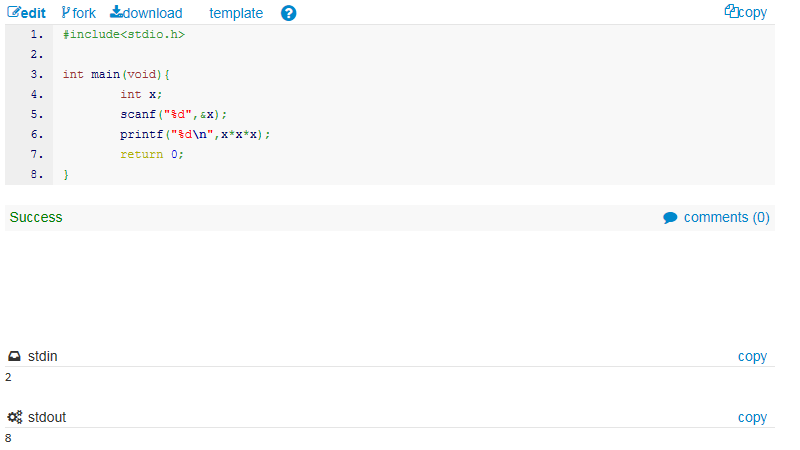 edit fork download template ? copy
1. #include<stdio.h>
2.
3. int main(void){
4. int x;
5. scanf("%d",&x);
6. printf("%d\n",x*x*x);
7. return 0;
8. }
Success comments (0)
stdin copy
2
stdout copy
8